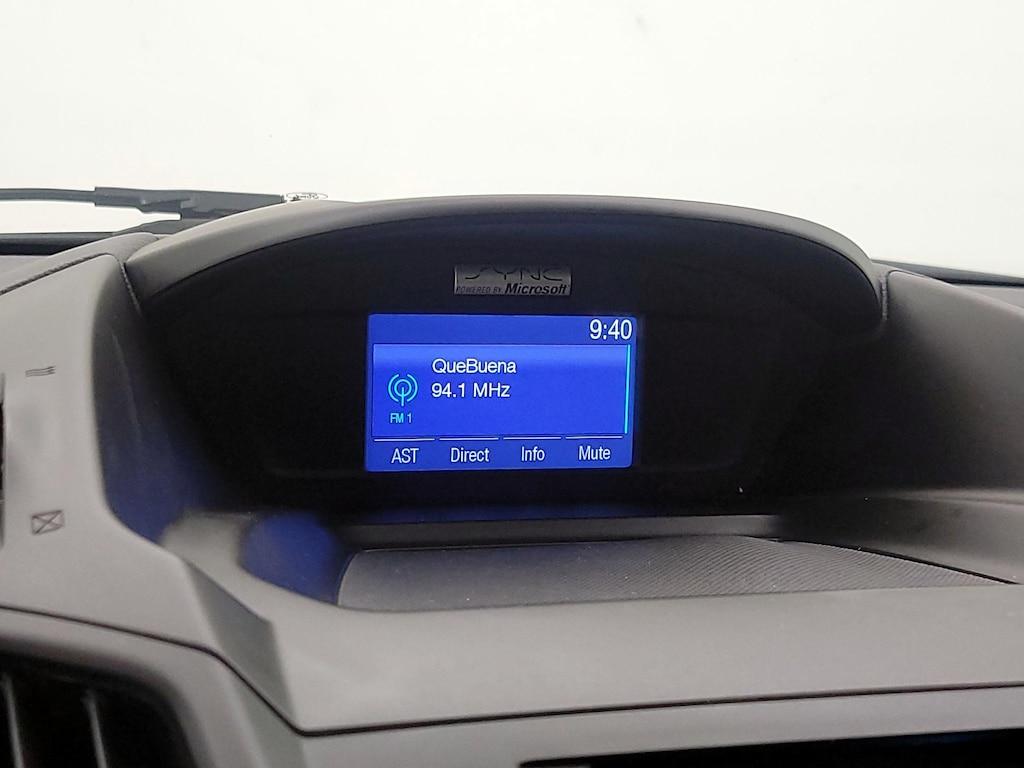 SYNC
POWERED BY Microsoft
9:40
QueBuena
94.1 MHz
FM 1
AST Direct Info Mute